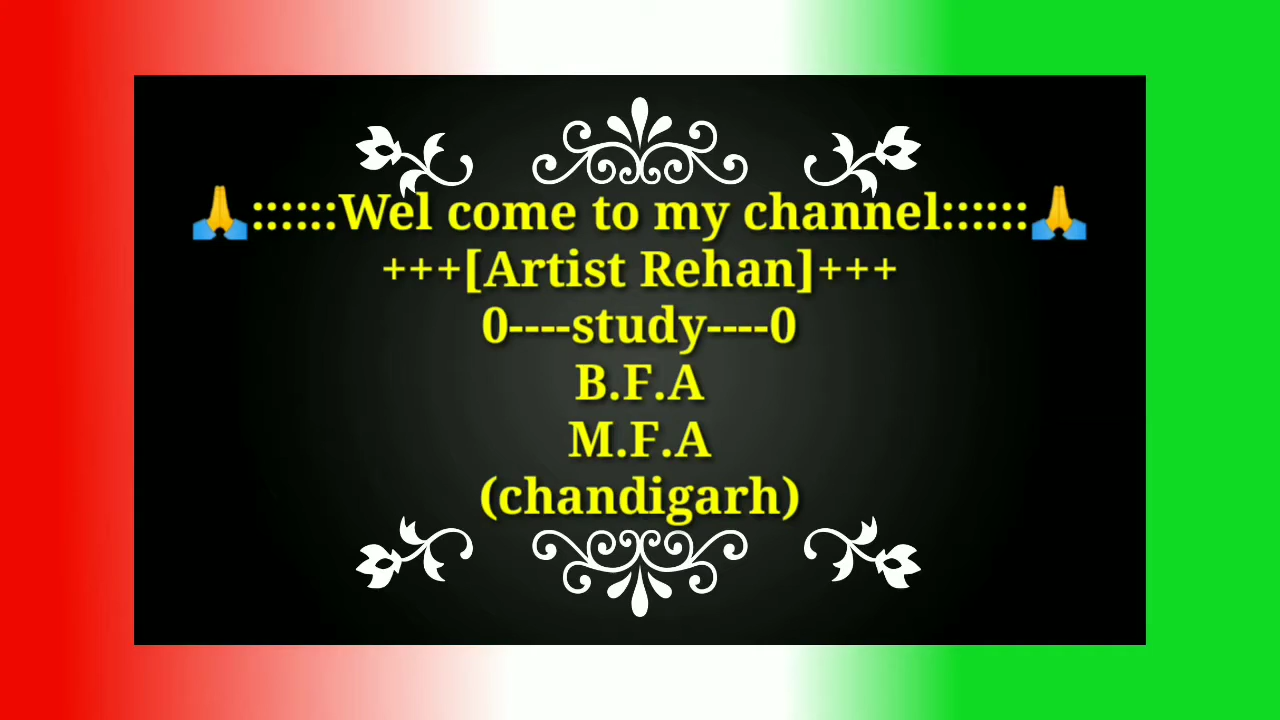 🙏::::::Wel come to my channel::::::🙏
+++[Artist Rehan]+++
0----study----0
B.F.A
M.F.A
(chandigarh)